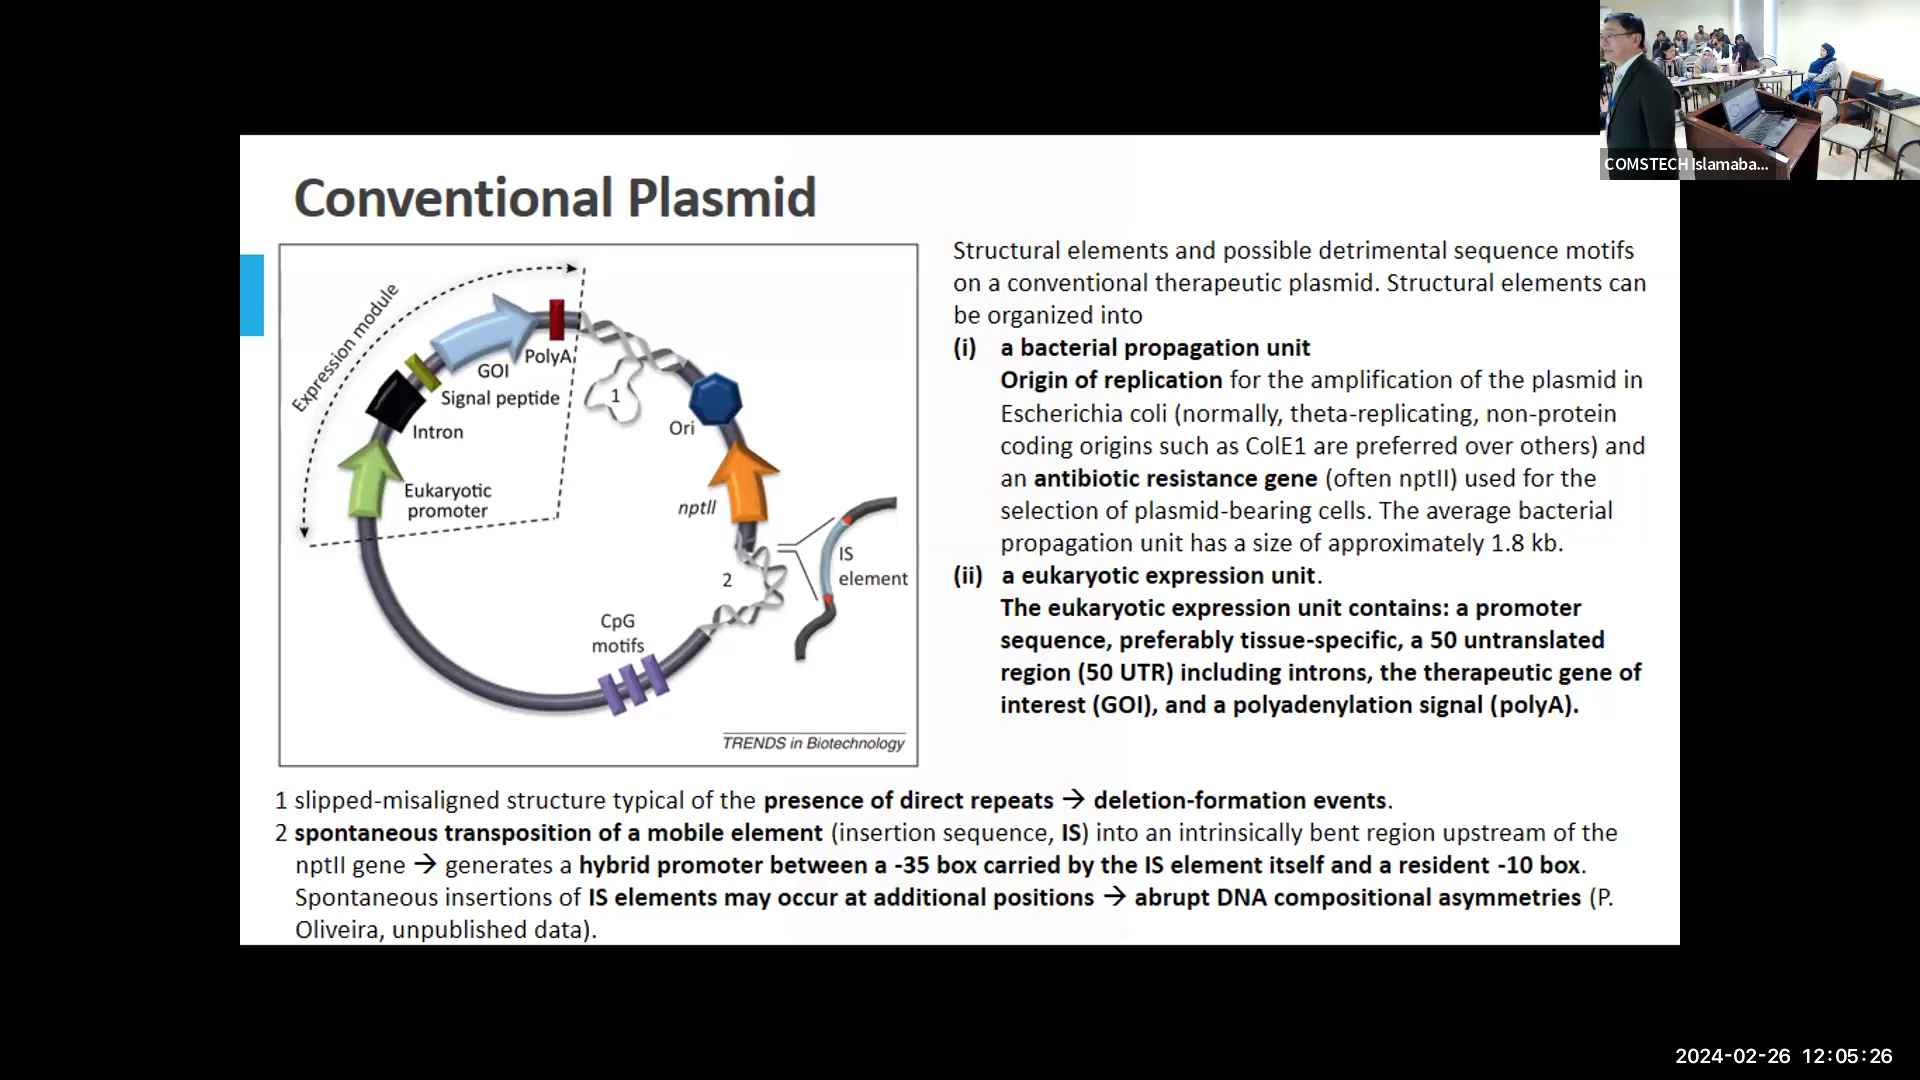 COMSTECH Islamaba...
Conventional Plasmid
Expression module
PolyA
GOI
Signal peptide
Intron
Eukaryotic
promoter
1
Ori
nptII
2
IS
element
CpG
motifs
TRENDS in Biotechnology
Structural elements and possible detrimental sequence motifs
on a conventional therapeutic plasmid. Structural elements can
be organized into
(i) a bacterial propagation unit
Origin of replication for the amplification of the plasmid in
Escherichia coli (normally, theta-replicating, non-protein
coding origins such as ColE1 are preferred over others) and
an antibiotic resistance gene (often nptII) used for the
selection of plasmid-bearing cells. The average bacterial
propagation unit has a size of approximately 1.8 kb.
(ii) a eukaryotic expression unit.
The eukaryotic expression unit contains: a promoter
sequence, preferably tissue-specific, a 50 untranslated
region (50 UTR) including introns, the therapeutic gene of
interest (GOI), and a polyadenylation signal (polyA).
1 slipped-misaligned structure typical of the presence of direct repeats → deletion-formation events.
2 spontaneous transposition of a mobile element (insertion sequence, IS) into an intrinsically bent region upstream of the
nptII gene → generates a hybrid promoter between a -35 box carried by the IS element itself and a resident -10 box.
Spontaneous insertions of IS elements may occur at additional positions → abrupt DNA compositional asymmetries (P.
Oliveira, unpublished data).
2024-02-26 12:05:26